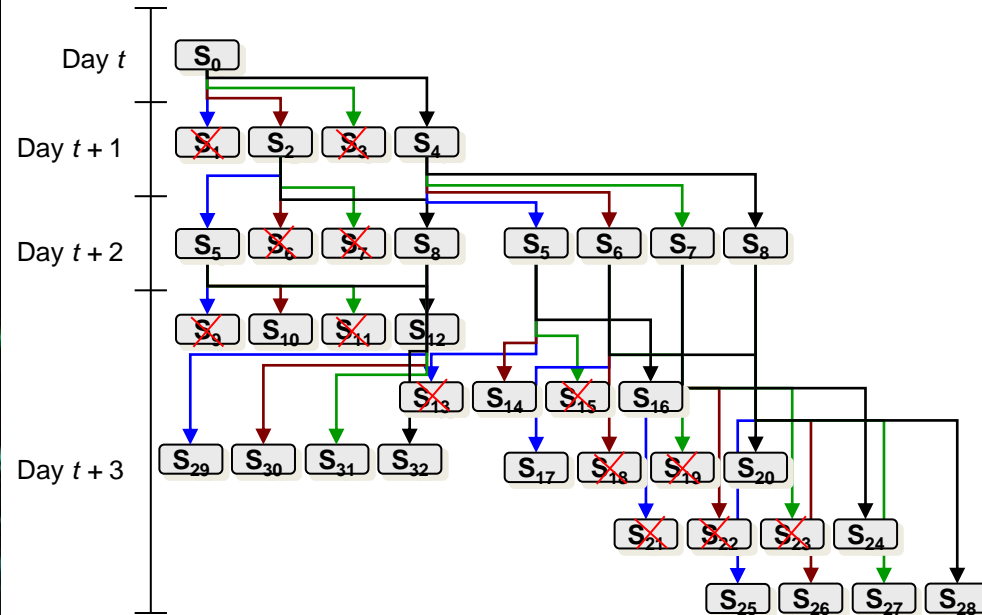 Day t
S0
Day t + 1
S1 S2 S3 S4
Day t + 2
S5 S6 S7 S8 S5 S6 S7 S8
S9 S10 S11 S12
S13 S14 S15 S16
Day t + 3
S29 S30 S31 S32 S17 S18 S19 S20
S21 S22 S23 S24
S25 S26 S27 S28